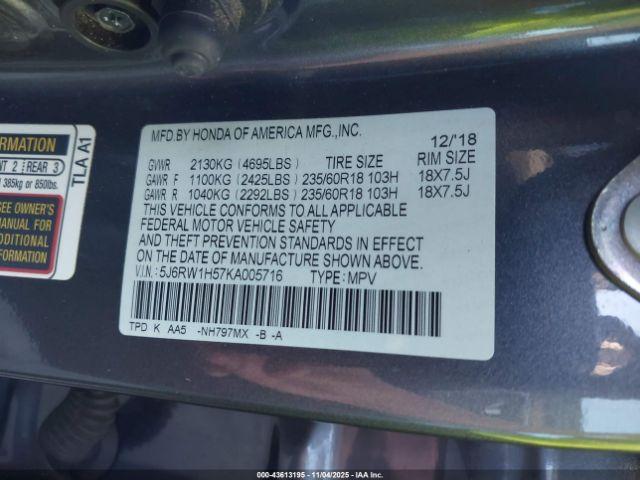 ORMATION
NT 2 REAR 3
385kg or 850lbs.
SEE OWNER'S
MANUAL FOR
ADDITIONAL
NFORMATION
TLA A1
MFD.BY HONDA OF AMERICA MFG.,INC. 12/'18
GVWR 2130KG (4695LBS) TIRE SIZE RIM SIZE
GAWR F 1100KG (2425LBS) 235/60R18 103H 18X7.5J
GAWR R 1040KG (2292LBS) 235/60R18 103H 18X7.5J
THIS VEHICLE CONFORMS TO ALL APPLICABLE
FEDERAL MOTOR VEHICLE SAFETY
AND THEFT PREVENTION STANDARDS IN EFFECT
ON THE DATE OF MANUFACTURE SHOWN ABOVE.
V.I.N: 5J6RW1H57KA005716 TYPE: MPV
TPD K AA5 -NH797MX -B -A
000-43613195 - 11/04/2025 - IAAI.COM